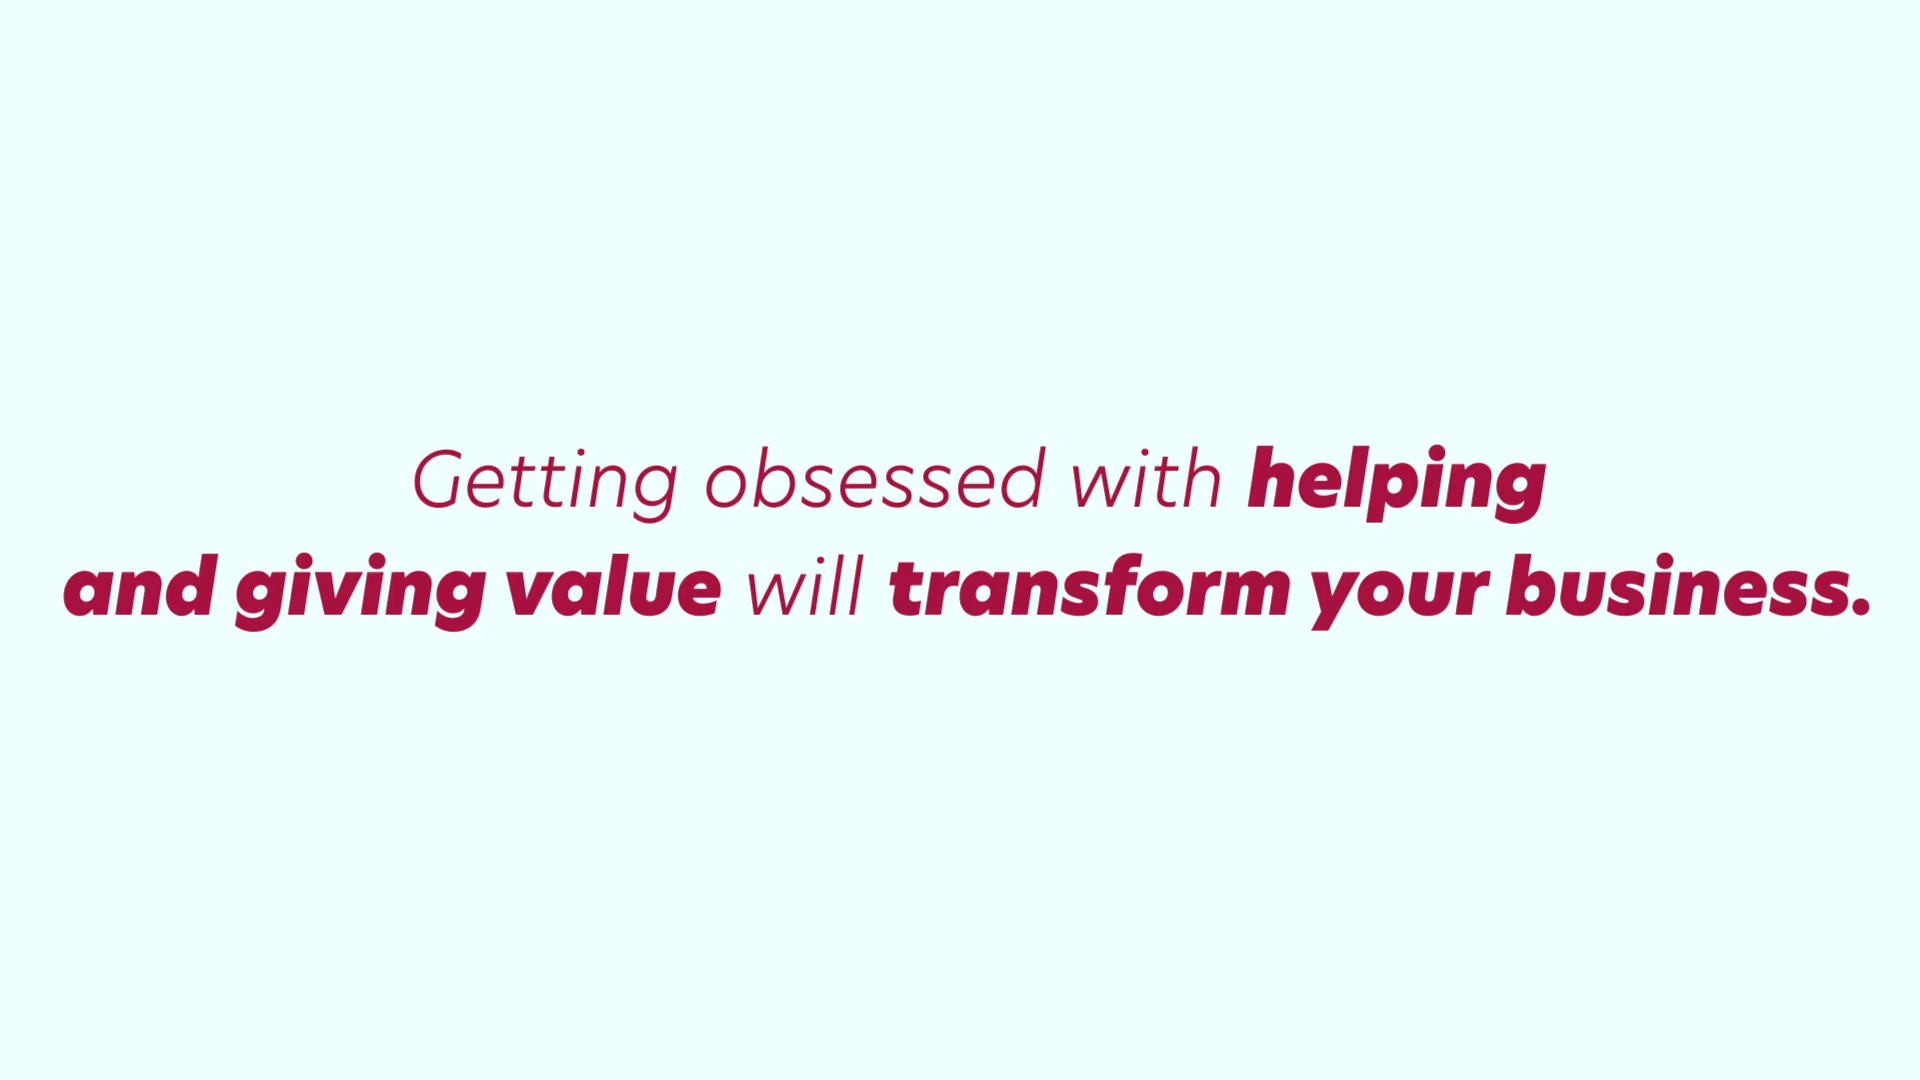 Getting obsessed with helping
and giving value will transform your business.